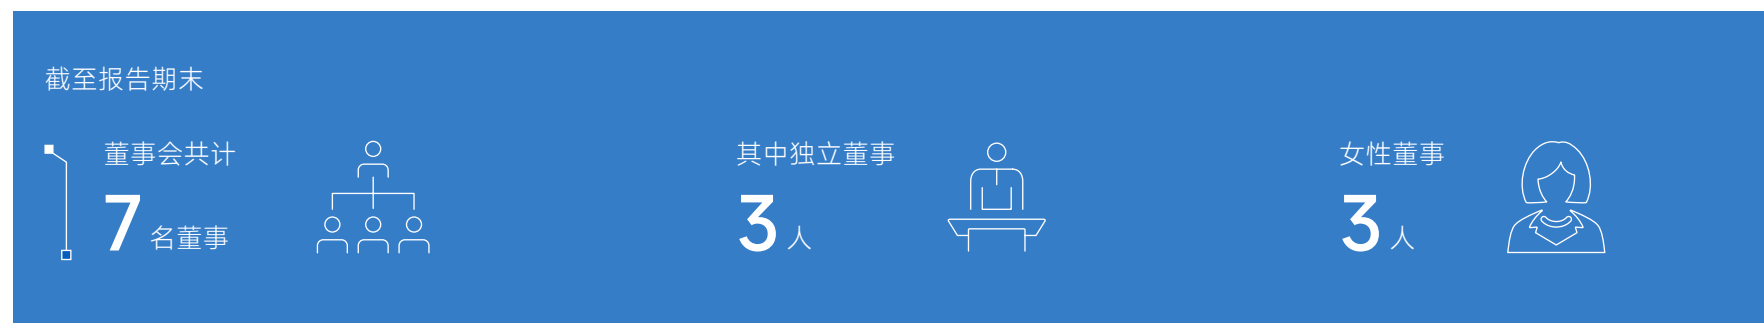 截至报告期末
董事会共计
7 名董事
其中独立董事
3 人
女性董事
3 人